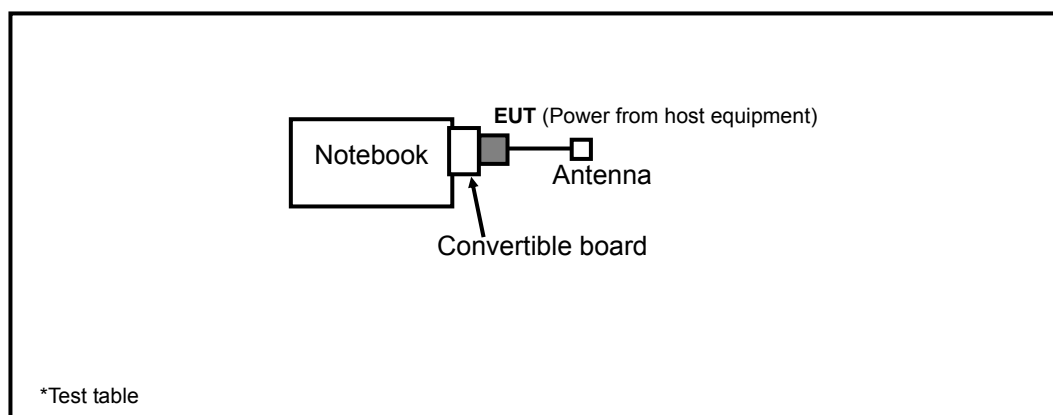 EUT (Power from host equipment)
Notebook
Antenna
Convertible board
*Test table